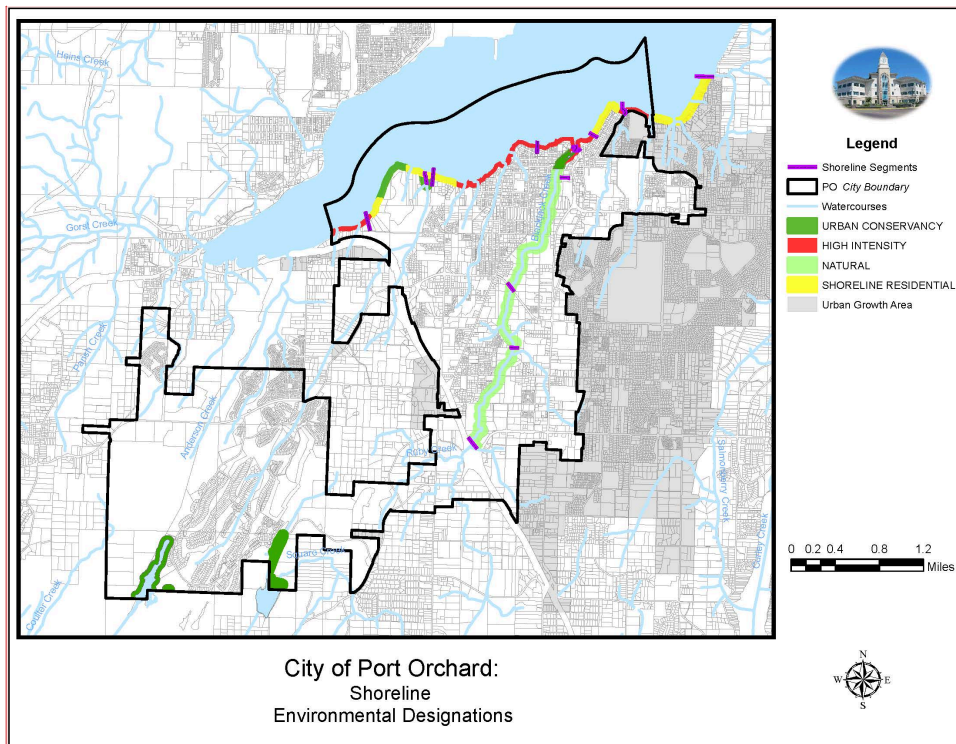 Heins Creek
Gorst Creek
Parish Creek
Anderson Creek
Blackjack
Ruby Creek
Square Creek
Coulter Creek
Salmonberry Creek
Curley Creek
Legend
Shoreline Segments
PO City Boundary
Watercourses
URBAN CONSERVANCY
HIGH INTENSITY
NATURAL
SHORELINE RESIDENTIAL
Urban Growth Area
0 0.2 0.4 0.8 1.2
Miles
N
W E
S
City of Port Orchard:
Shoreline
Environmental Designations